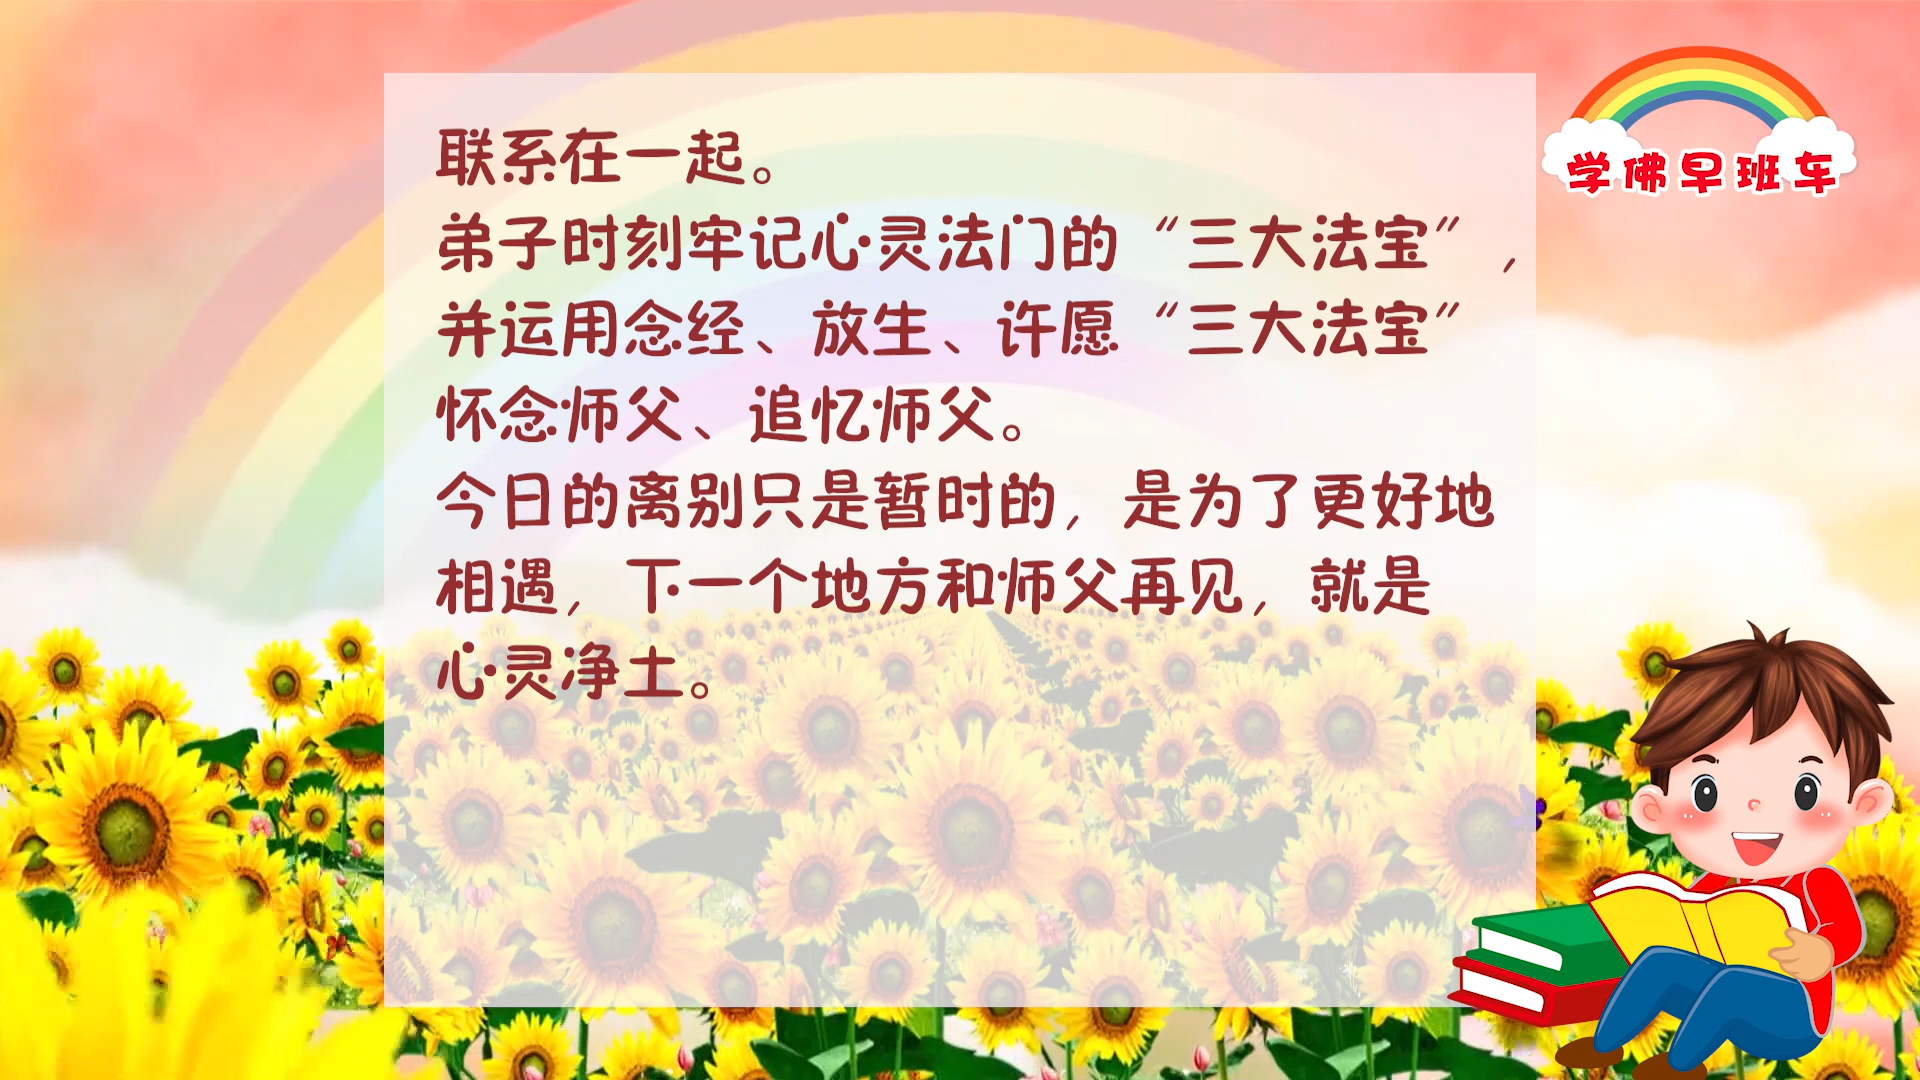 联系在一起。
弟子时刻牢记心灵法门的“三大法宝”，
并运用念经、放生、许愿“三大法宝”
怀念师父、追忆师父。
今日的离别只是暂时的，是为了更好地
相遇，下一个地方和师父再见，就是
心灵净土。
学佛早班车